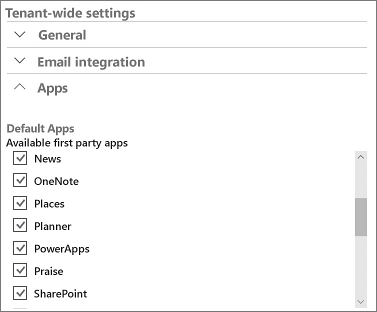 Tenant-wide settings
General
Email integration
Apps
Default Apps
Available first party apps
News
OneNote
Places
Planner
PowerApps
Praise
SharePoint